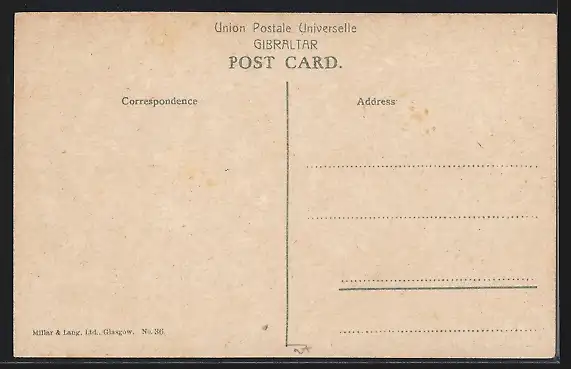 Union Postale Universelle
GIBRALTAR
POST CARD.
Correspondence
Address
Millar & Lang, Ltd., Glasgow. No. 36.